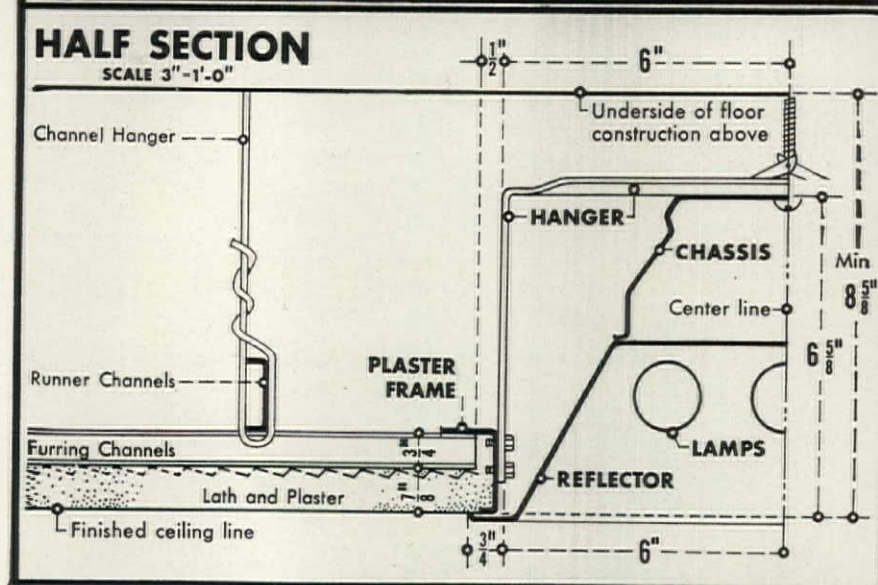 HALF SECTION
SCALE 3"-1'-0"
1/2"
6"
Channel Hanger
Underside of floor
construction above
HANGER
CHASSIS
Min
8 5/8"
Center line
6 5/8"
PLASTER
FRAME
Runner Channels
LAMPS
Furring Channels
3/4"
REFLECTOR
Lath and Plaster
7/8"
Finished ceiling line
3/4"
6"